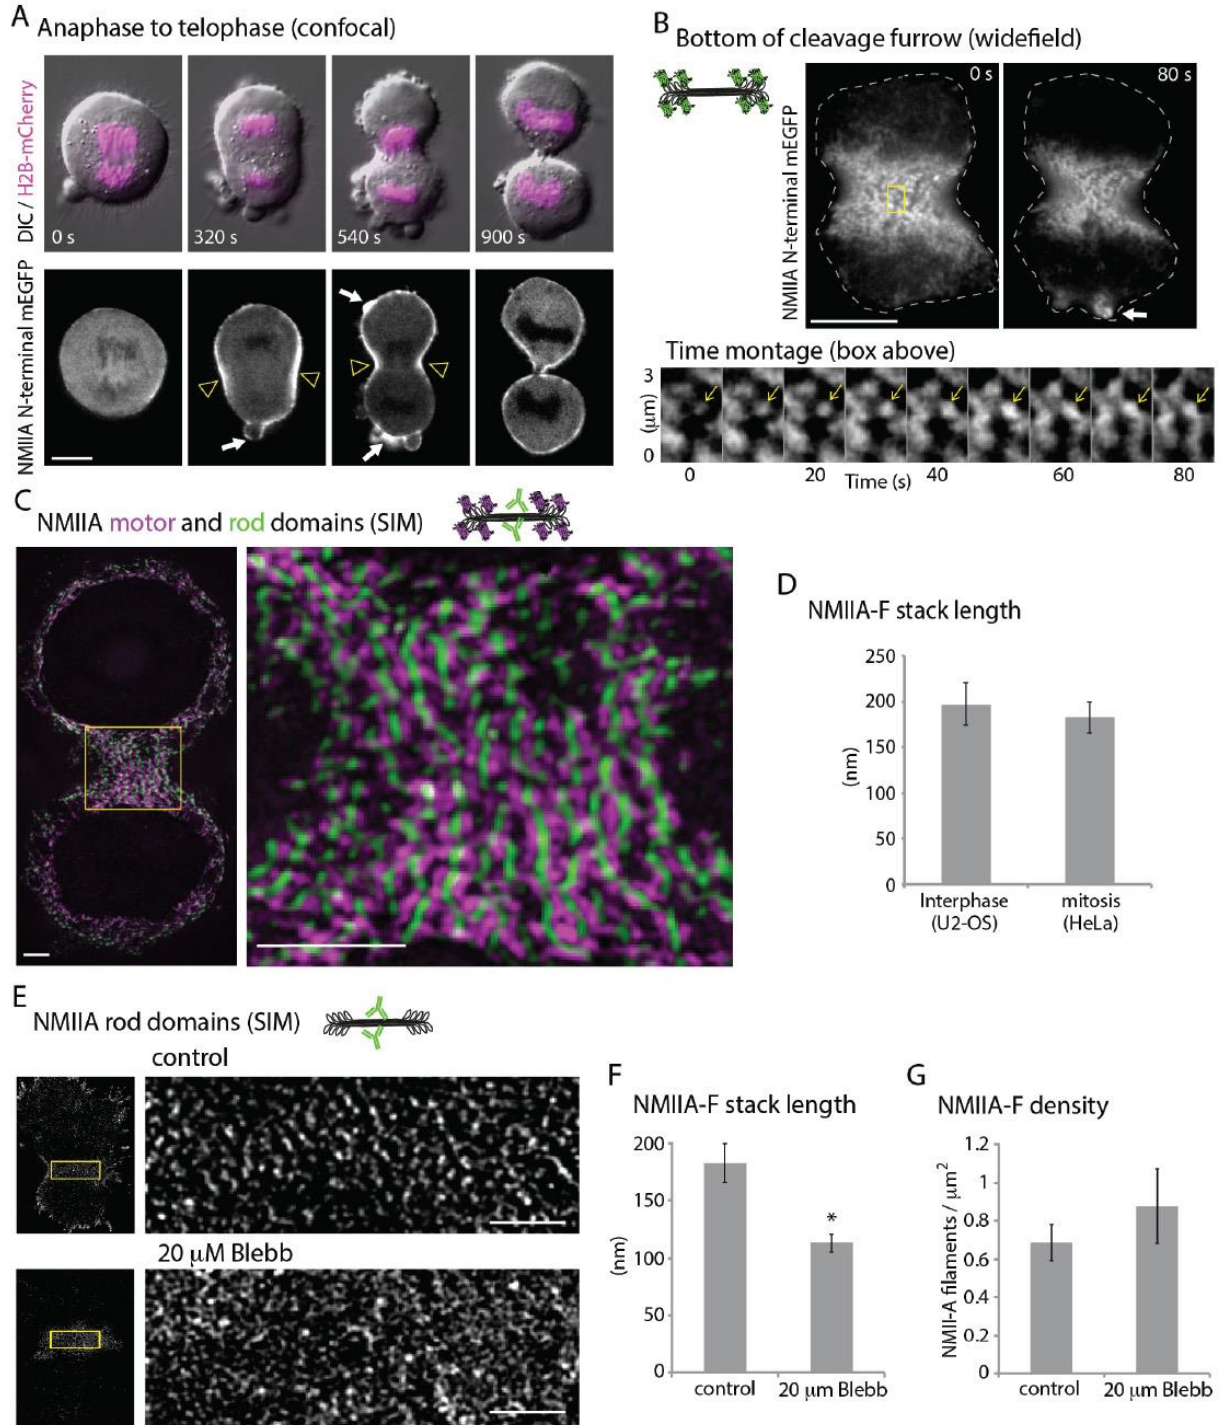 A
Anaphase to telophase (confocal)
DIC / H2B-mCherry
0 s
320 s
540 s
900 s
NMIIA N-terminal mEGFP
B
Bottom of cleavage furrow (widefield)
NMIIA N-terminal mEGFP
0 s
80 s
Time montage (box above)
3
(μm)
0
0 20 40 60 80
Time (s)
C
NMIIA motor and rod domains (SIM)
D
NMIIA-F stack length
250
200
150
100
50
0
(nm)
Interphase
(U2-OS)
mitosis
(HeLa)
E
NMIIA rod domains (SIM)
control
20 μM Blebb
F
NMIIA-F stack length
200
150
100
50
0
(nm)
*
control
20 μm Blebb
G
NMIIA-F density
NMII-A filaments / μm²
1.2
1
0.8
0.6
0.4
0.2
0
control
20 μm Blebb